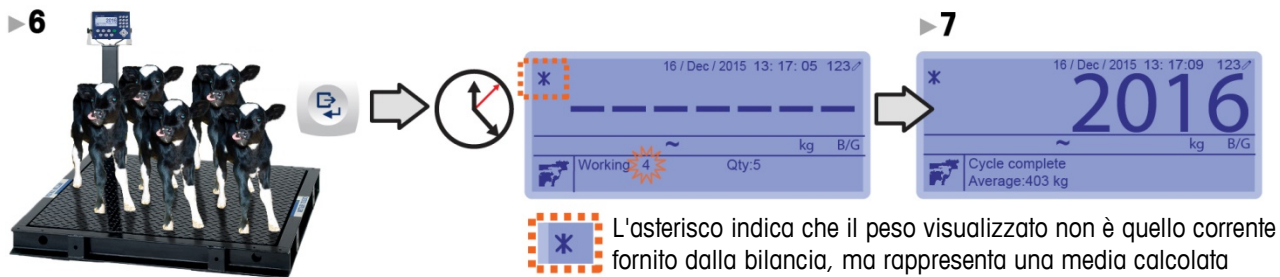 ►6
►7
16 / Dec / 2015 13: 17: 05 123
— — — — — — —
~ kg B/G
Working 4 Qty:5
16 / Dec / 2015 13: 17:09 123
2016
~ kg B/G
Cycle complete
Average:403 kg
L'asterisco indica che il peso visualizzato non è quello corrente
fornito dalla bilancia, ma rappresenta una media calcolata